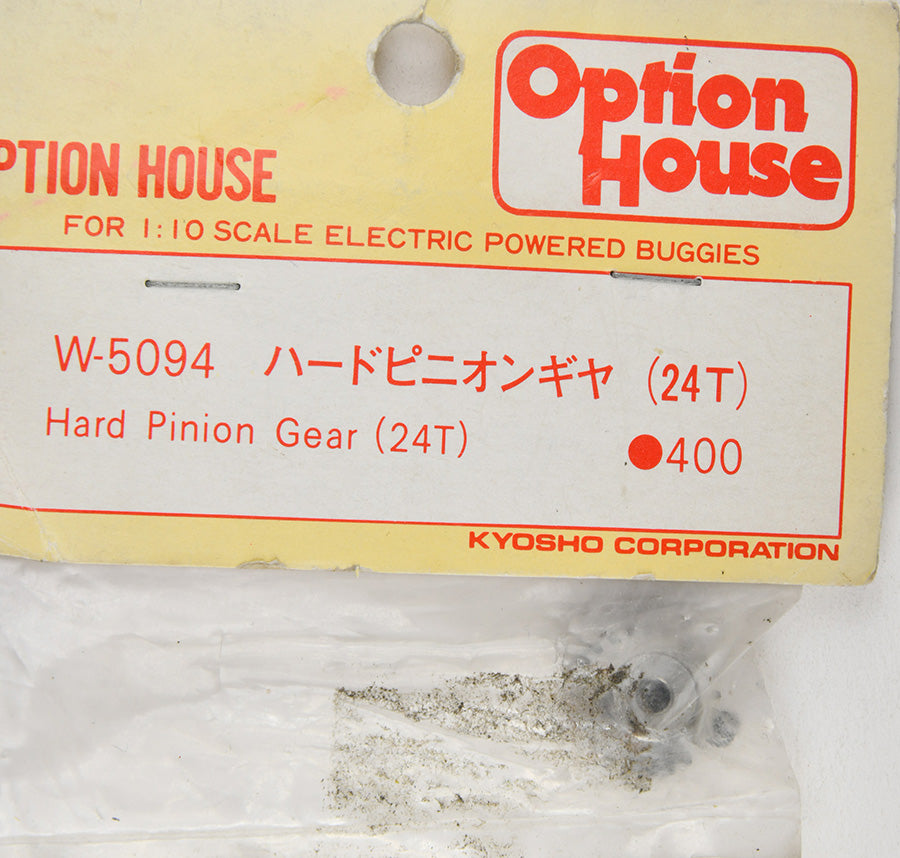 Option
House
PTION HOUSE
FOR 1:10 SCALE ELECTRIC POWERED BUGGIES
W-5094 ハードピニオンギヤ (24T)
Hard Pinion Gear (24T)
●400
KYOSHO CORPORATION